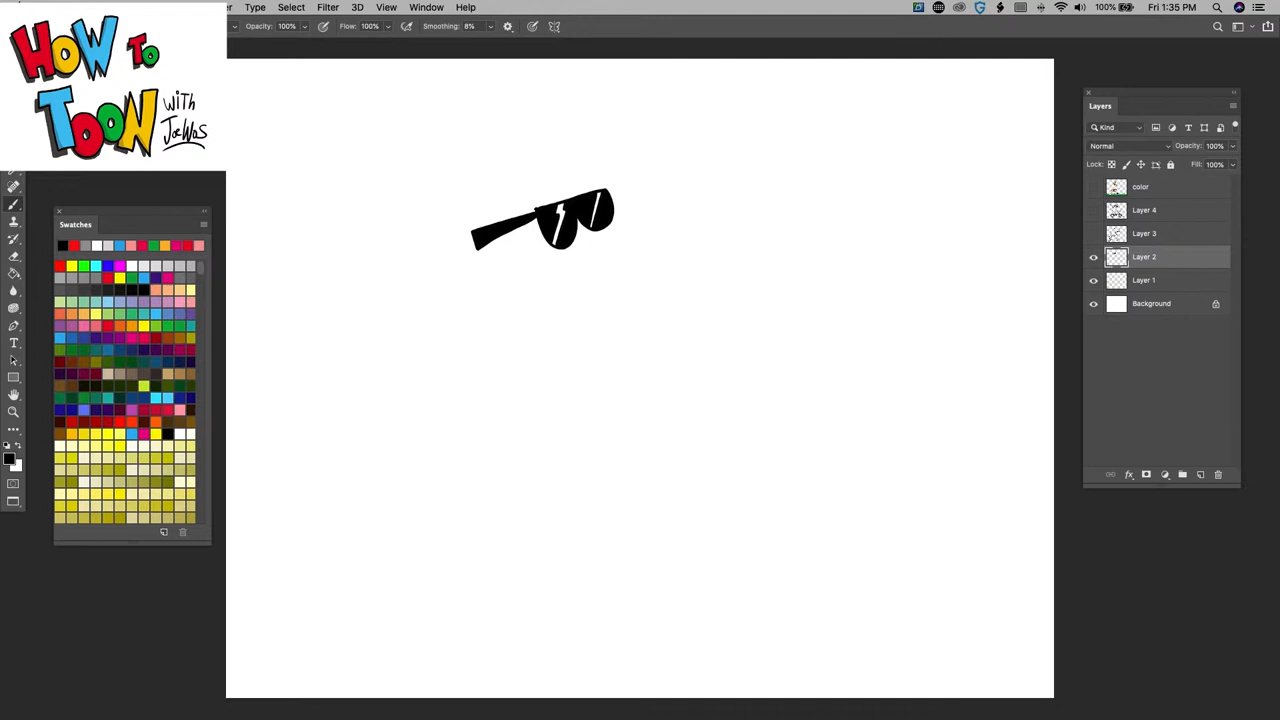 Type Select Filter 3D View Window Help
100% Fri 1:35 PM
Opacity: 100% Flow: 100% Smoothing: 8%
HOW TO
TOON
WITH
JoeWos
Swatches
Layers
Kind
Normal Opacity: 100%
Lock: Fill: 100%
color
Layer 4
Layer 3
Layer 2
Layer 1
Background